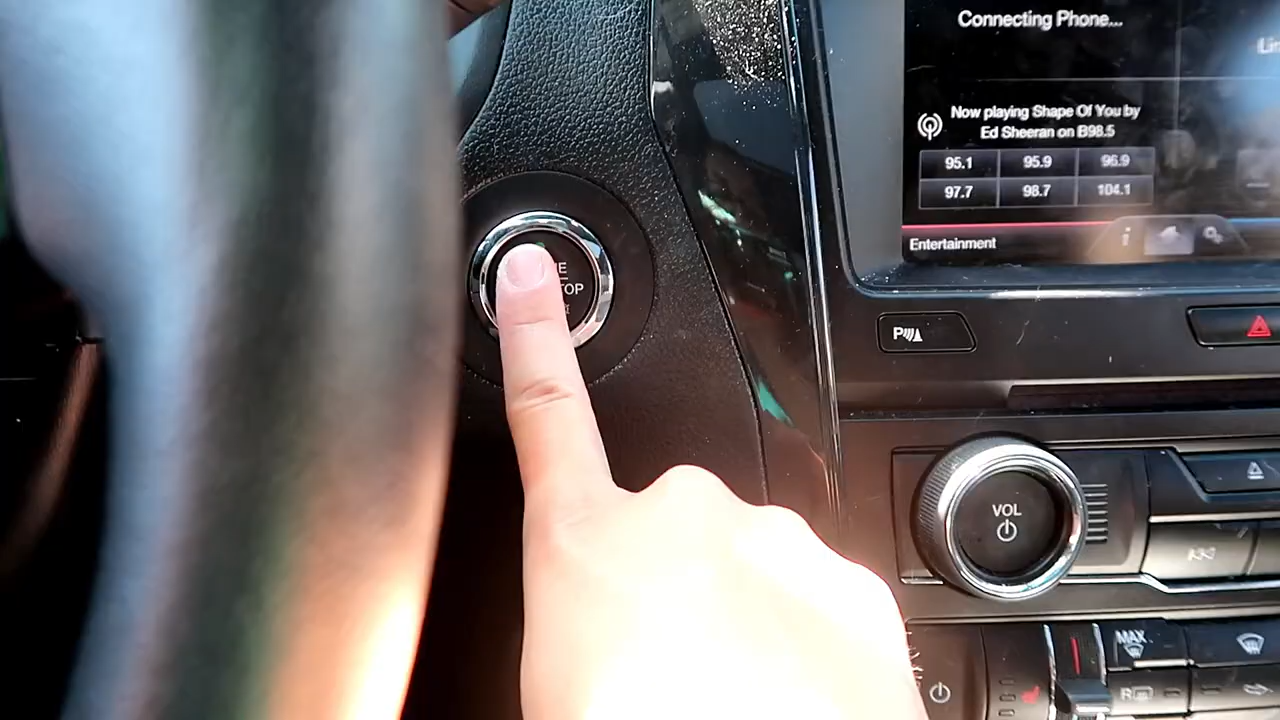 Connecting Phone...
Now playing Shape Of You by
Ed Sheeran on B98.5
95.1 95.9 96.9
97.7 98.7 104.1
Entertainment
P
VOL
MAX
R